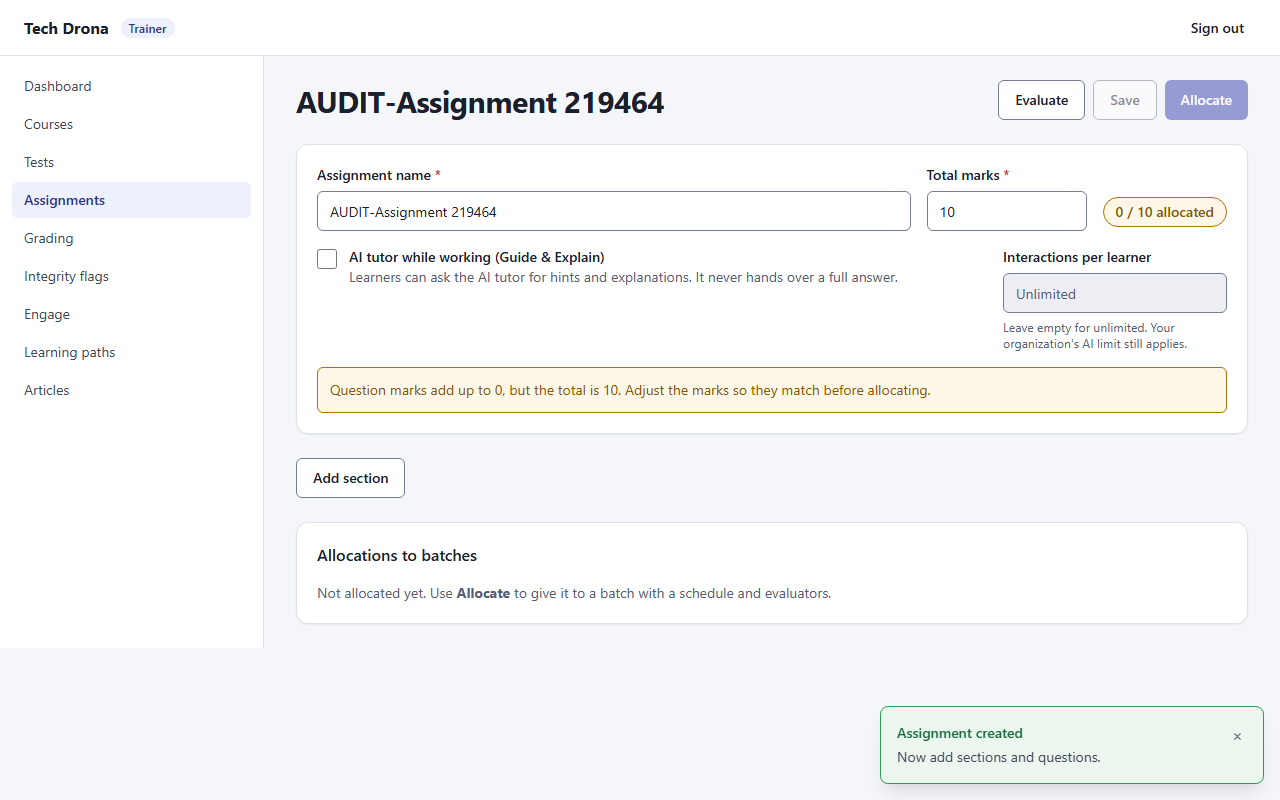 Tech Drona
Trainer
Sign out
Dashboard
Courses
Tests
Assignments
Grading
Integrity flags
Engage
Learning paths
Articles
AUDIT-Assignment 219464
Evaluate
Save
Allocate
Assignment name *
Total marks *
AUDIT-Assignment 219464
10
0 / 10 allocated
AI tutor while working (Guide & Explain)
Learners can ask the AI tutor for hints and explanations. It never hands over a full answer.
Interactions per learner
Unlimited
Leave empty for unlimited. Your
organization's AI limit still applies.
Question marks add up to 0, but the total is 10. Adjust the marks so they match before allocating.
Add section
Allocations to batches
Not allocated yet. Use Allocate to give it to a batch with a schedule and evaluators.
Assignment created
×
Now add sections and questions.